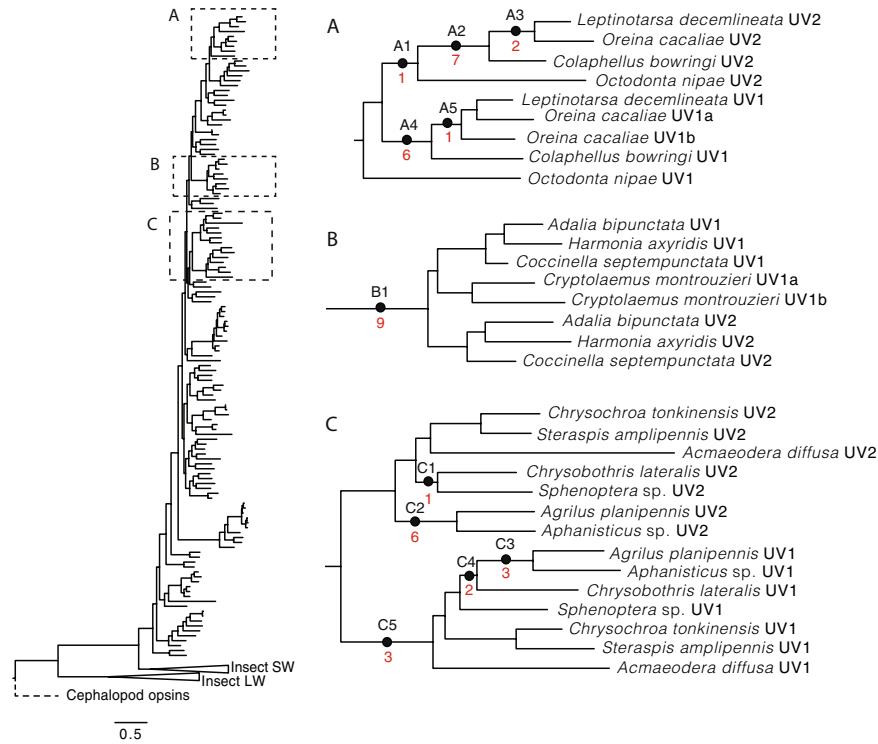 A
B
C
Insect SW
Insect LW
Cephalopod opsins
0.5
A
A1
1
A2
7
A3
2
A4
6
A5
1
Leptinotarsa decemlineata UV2
Oreina cacaliae UV2
Colaphellus bowringi UV2
Octodonta nipae UV2
Leptinotarsa decemlineata UV1
Oreina cacaliae UV1a
Oreina cacaliae UV1b
Colaphellus bowringi UV1
Octodonta nipae UV1
B
B1
9
Adalia bipunctata UV1
Harmonia axyridis UV1
Coccinella septempunctata UV1
Cryptolaemus montrouzieri UV1a
Cryptolaemus montrouzieri UV1b
Adalia bipunctata UV2
Harmonia axyridis UV2
Coccinella septempunctata UV2
C
C1
1
C2
6
C3
3
C4
2
C5
3
Chrysochroa tonkinensis UV2
Steraspis amplipennis UV2
Acmaeodera diffusa UV2
Chrysobothris lateralis UV2
Sphenoptera sp. UV2
Agrilus planipennis UV2
Aphanisticus sp. UV2
Agrilus planipennis UV1
Aphanisticus sp. UV1
Chrysobothris lateralis UV1
Sphenoptera sp. UV1
Chrysochroa tonkinensis UV1
Steraspis amplipennis UV1
Acmaeodera diffusa UV1